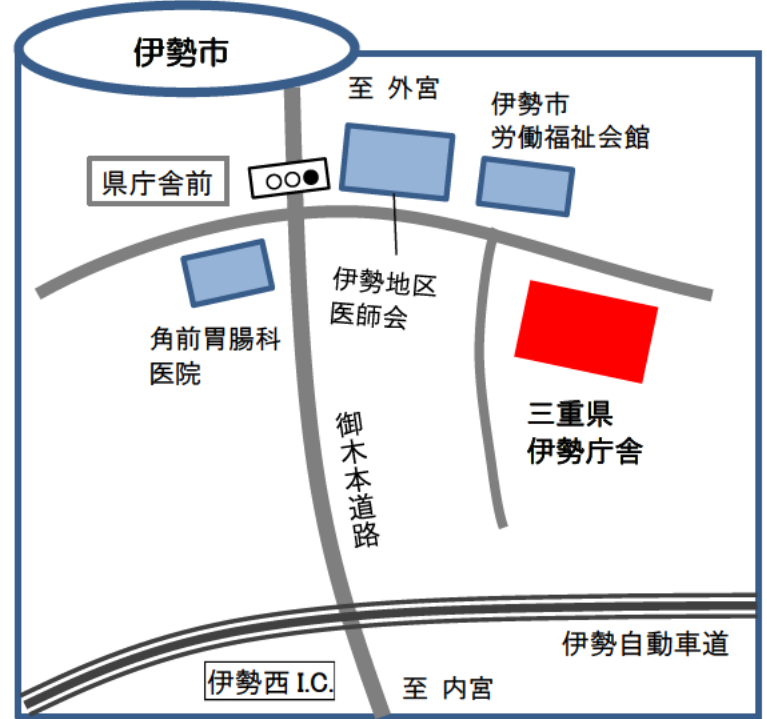 伊勢市
至 外宮
伊勢市
労働福祉会館
県庁舎前
伊勢地区
医師会
角前胃腸科
医院
三重県
伊勢庁舎
御木本道路
伊勢自動車道
伊勢西 I.C.
至 内宮